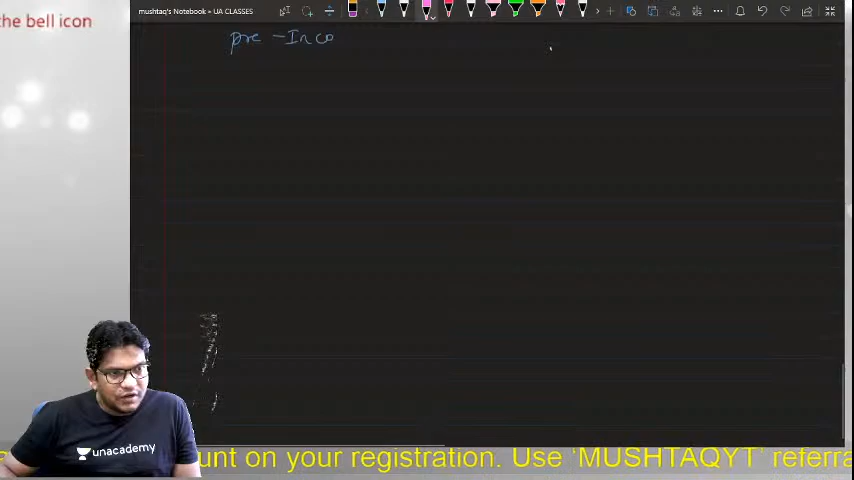 the bell icon
mushtaq's Notebook » UA CLASSES
pre - Inco
unacademy
unt on your registration. Use 'MUSHTAQYT' referra